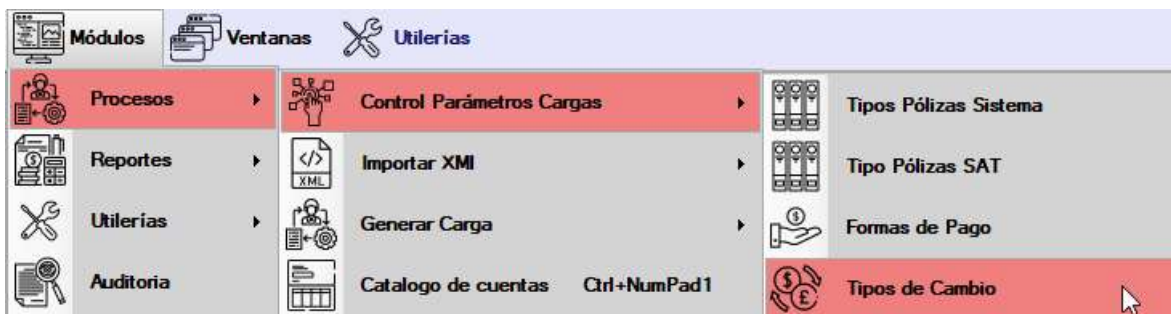 Módulos Ventanas Utilerías
Procesos Control Parámetros Cargas Tipos Pólizas Sistema
Reportes Importar XMl Tipo Pólizas SAT
Utilerías Generar Carga Formas de Pago
Auditoria Catalogo de cuentas Ctrl+NumPad1 Tipos de Cambio